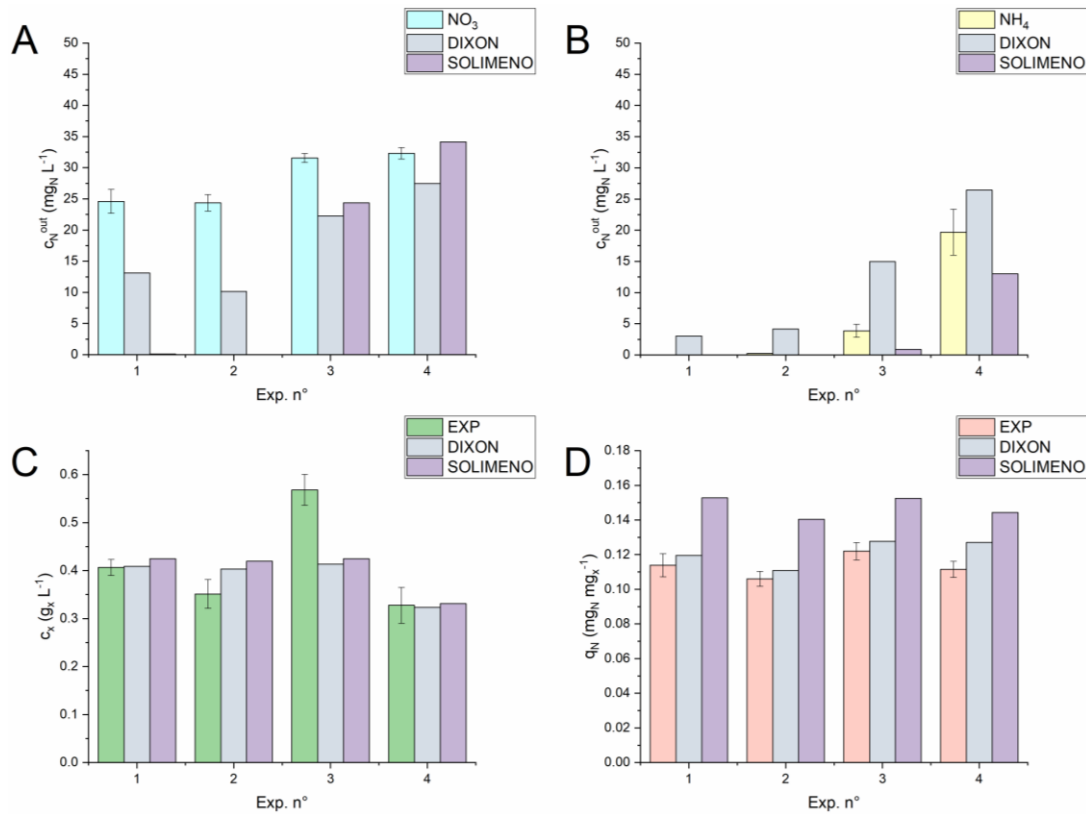 A
NO3
DIXON
SOLIMENO
50
45
40
35
30
25
20
15
10
5
0
cN^out (mgN L^-1)
1 2 3 4
Exp. n°
B
NH4
DIXON
SOLIMENO
50
45
40
35
30
25
20
15
10
5
0
cN^out (mgN L^-1)
1 2 3 4
Exp. n°
C
EXP
DIXON
SOLIMENO
0.6
0.5
0.4
0.3
0.2
0.1
0.0
cx (gx L^-1)
1 2 3 4
Exp. n°
D
EXP
DIXON
SOLIMENO
0.18
0.16
0.14
0.12
0.10
0.08
0.06
0.04
0.02
0.00
qN (mgN mgx^-1)
1 2 3 4
Exp. n°